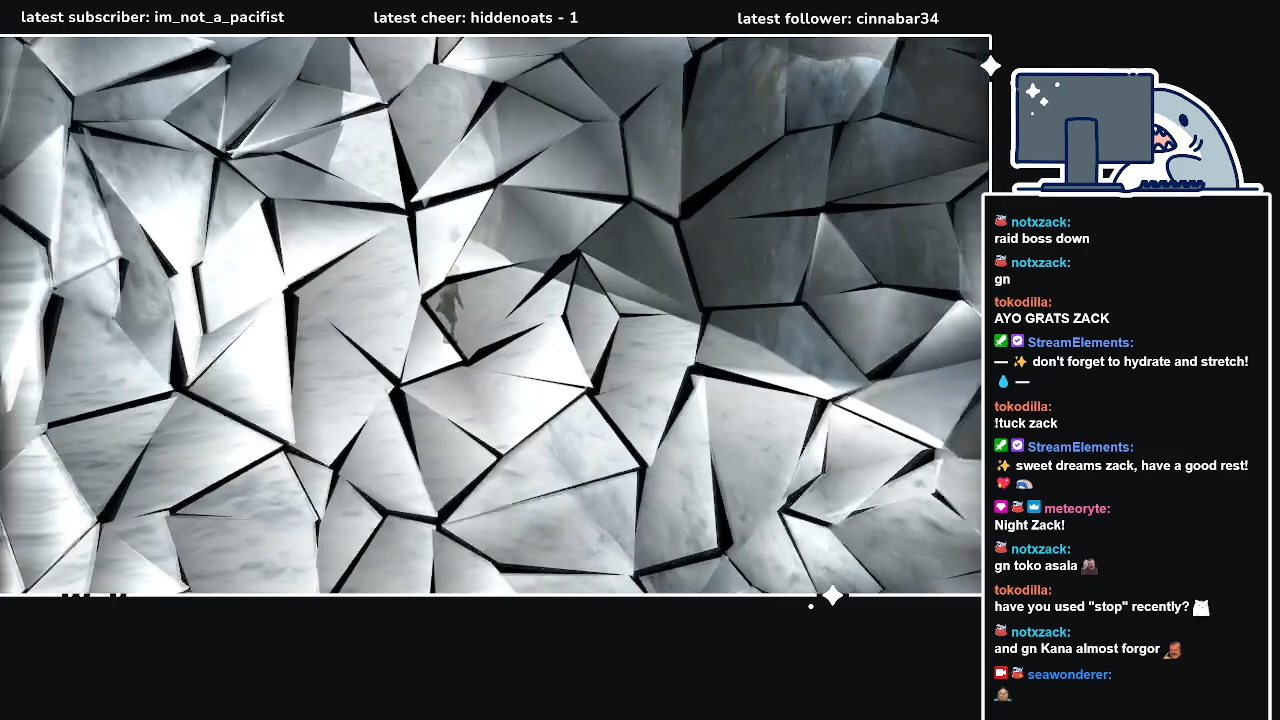 latest subscriber: im_not_a_pacifist
latest cheer: hiddenoats - 1
latest follower: cinnabar34
notxzack:
raid boss down
notxzack:
gn
tokodilla:
AYO GRATS ZACK
StreamElements:
— ✨ don't forget to hydrate and stretch!
💧 —
tokodilla:
!tuck zack
StreamElements:
✨ sweet dreams zack, have a good rest!
meteoryte:
Night Zack!
notxzack:
gn toko asala
tokodilla:
have you used "stop" recently?
notxzack:
and gn Kana almost forgor
seawonderer: